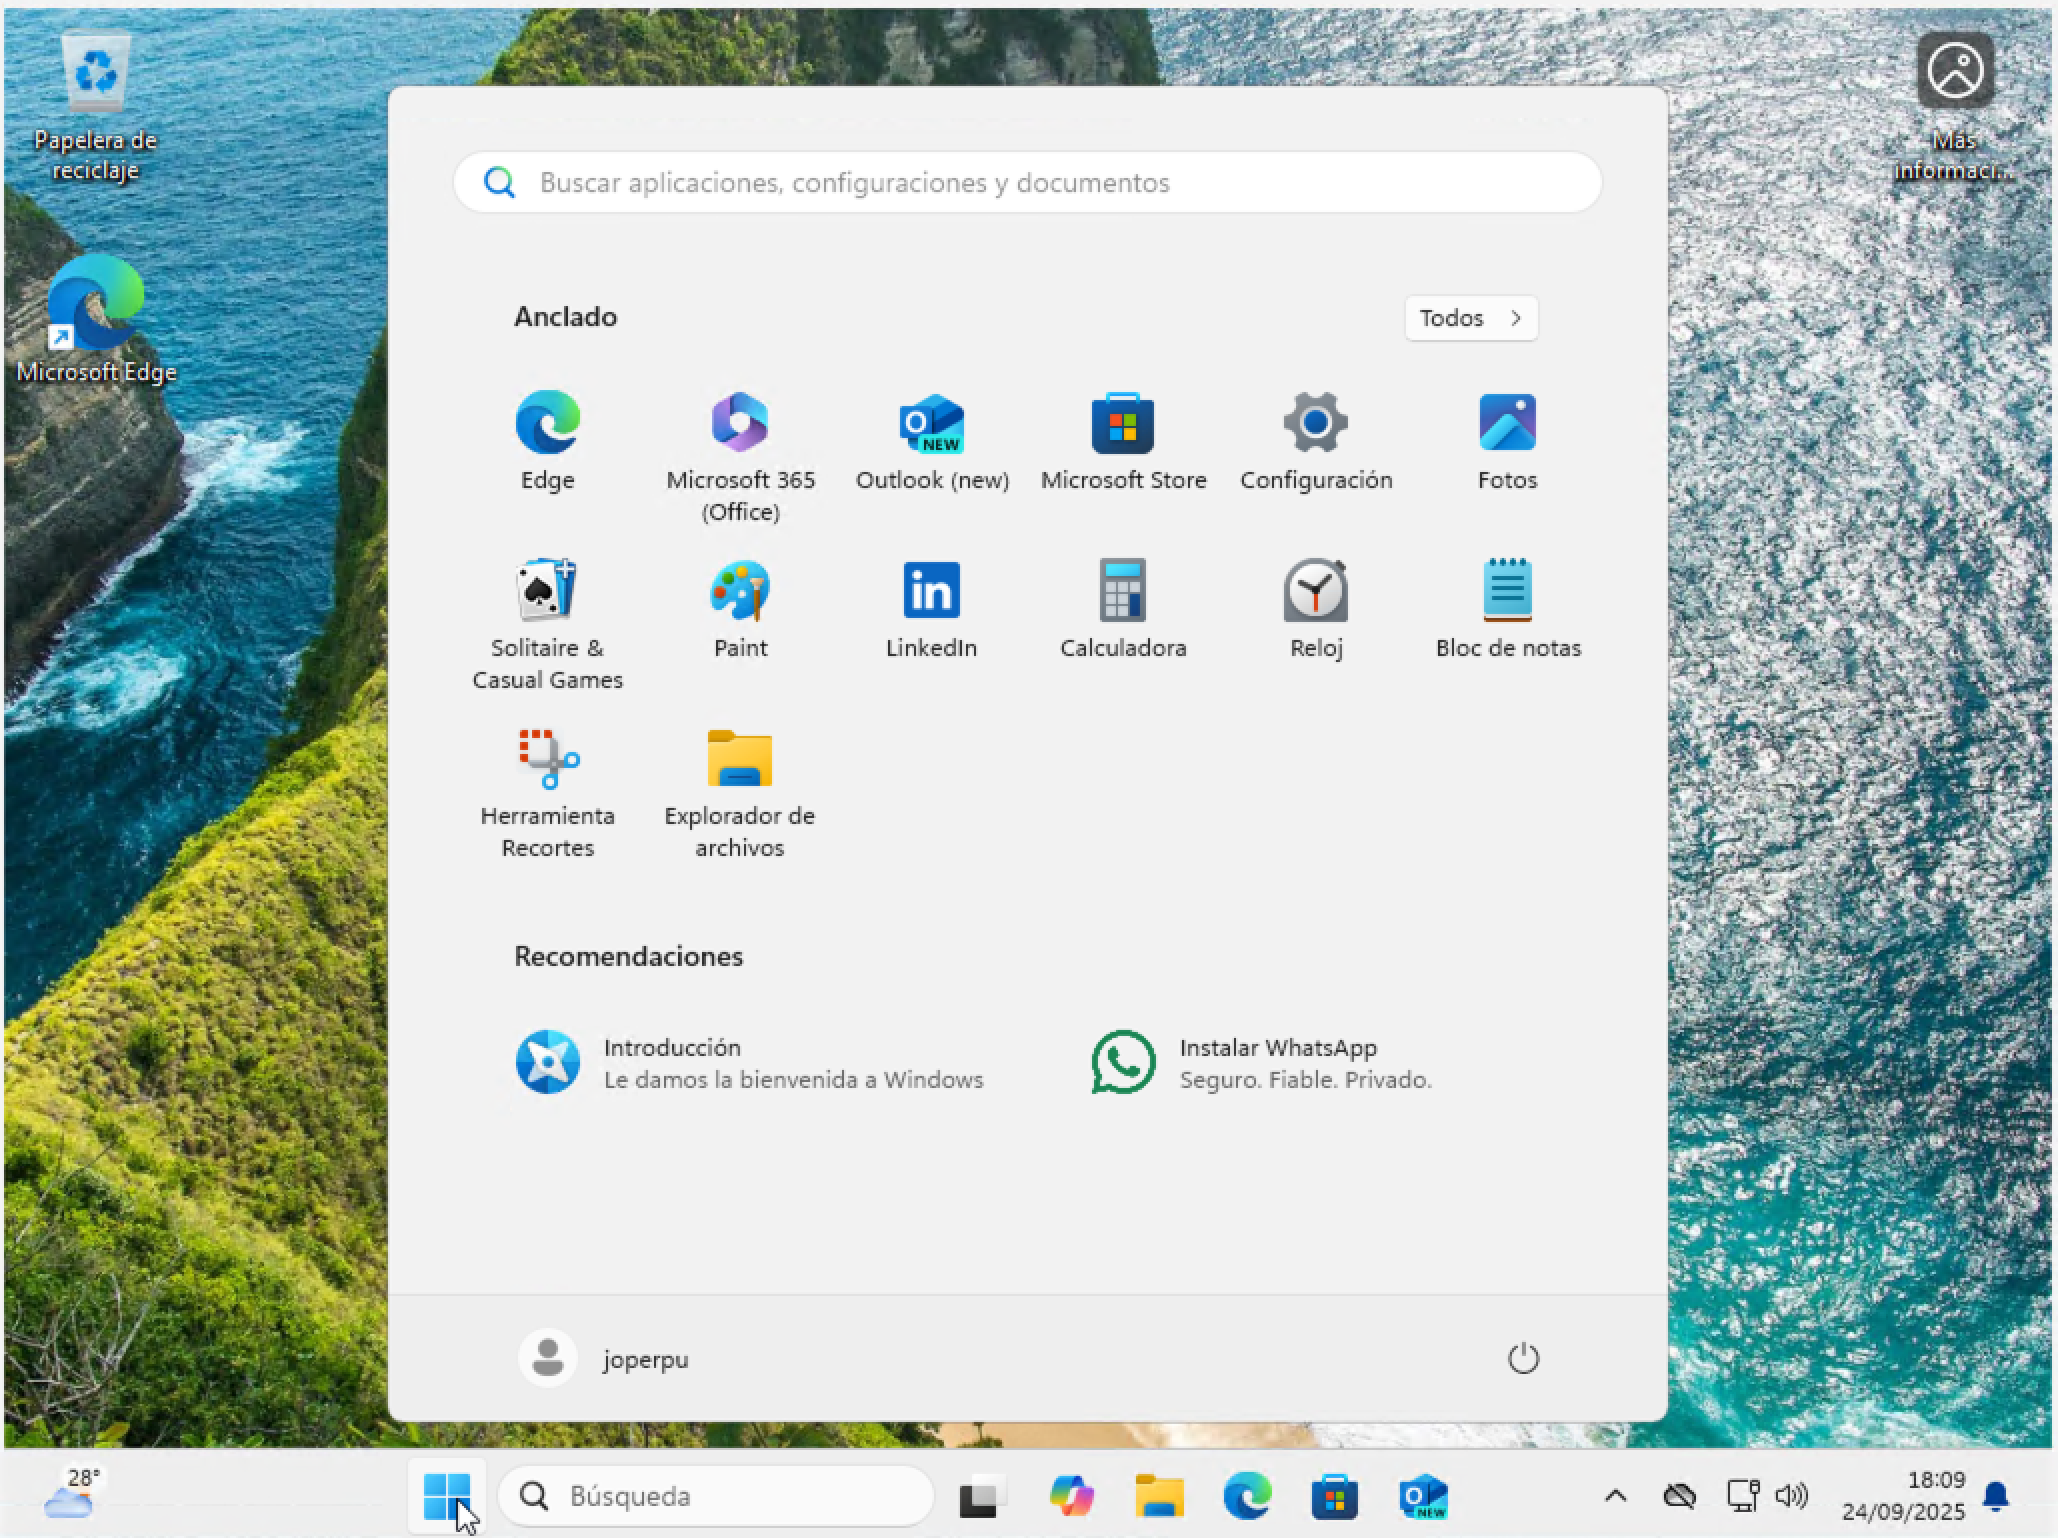 Papelera de
reciclaje
Microsoft Edge
Más
informaci...
Buscar aplicaciones, configuraciones y documentos
Anclado
Todos
Edge
Microsoft 365
(Office)
Outlook (new)
Microsoft Store
Configuración
Fotos
Solitaire &
Casual Games
Paint
LinkedIn
Calculadora
Reloj
Bloc de notas
Herramienta
Recortes
Explorador de
archivos
Recomendaciones
Introducción
Le damos la bienvenida a Windows
Instalar WhatsApp
Seguro. Fiable. Privado.
joperpu
28°
Búsqueda
18:09
24/09/2025
NEW
in
NEW